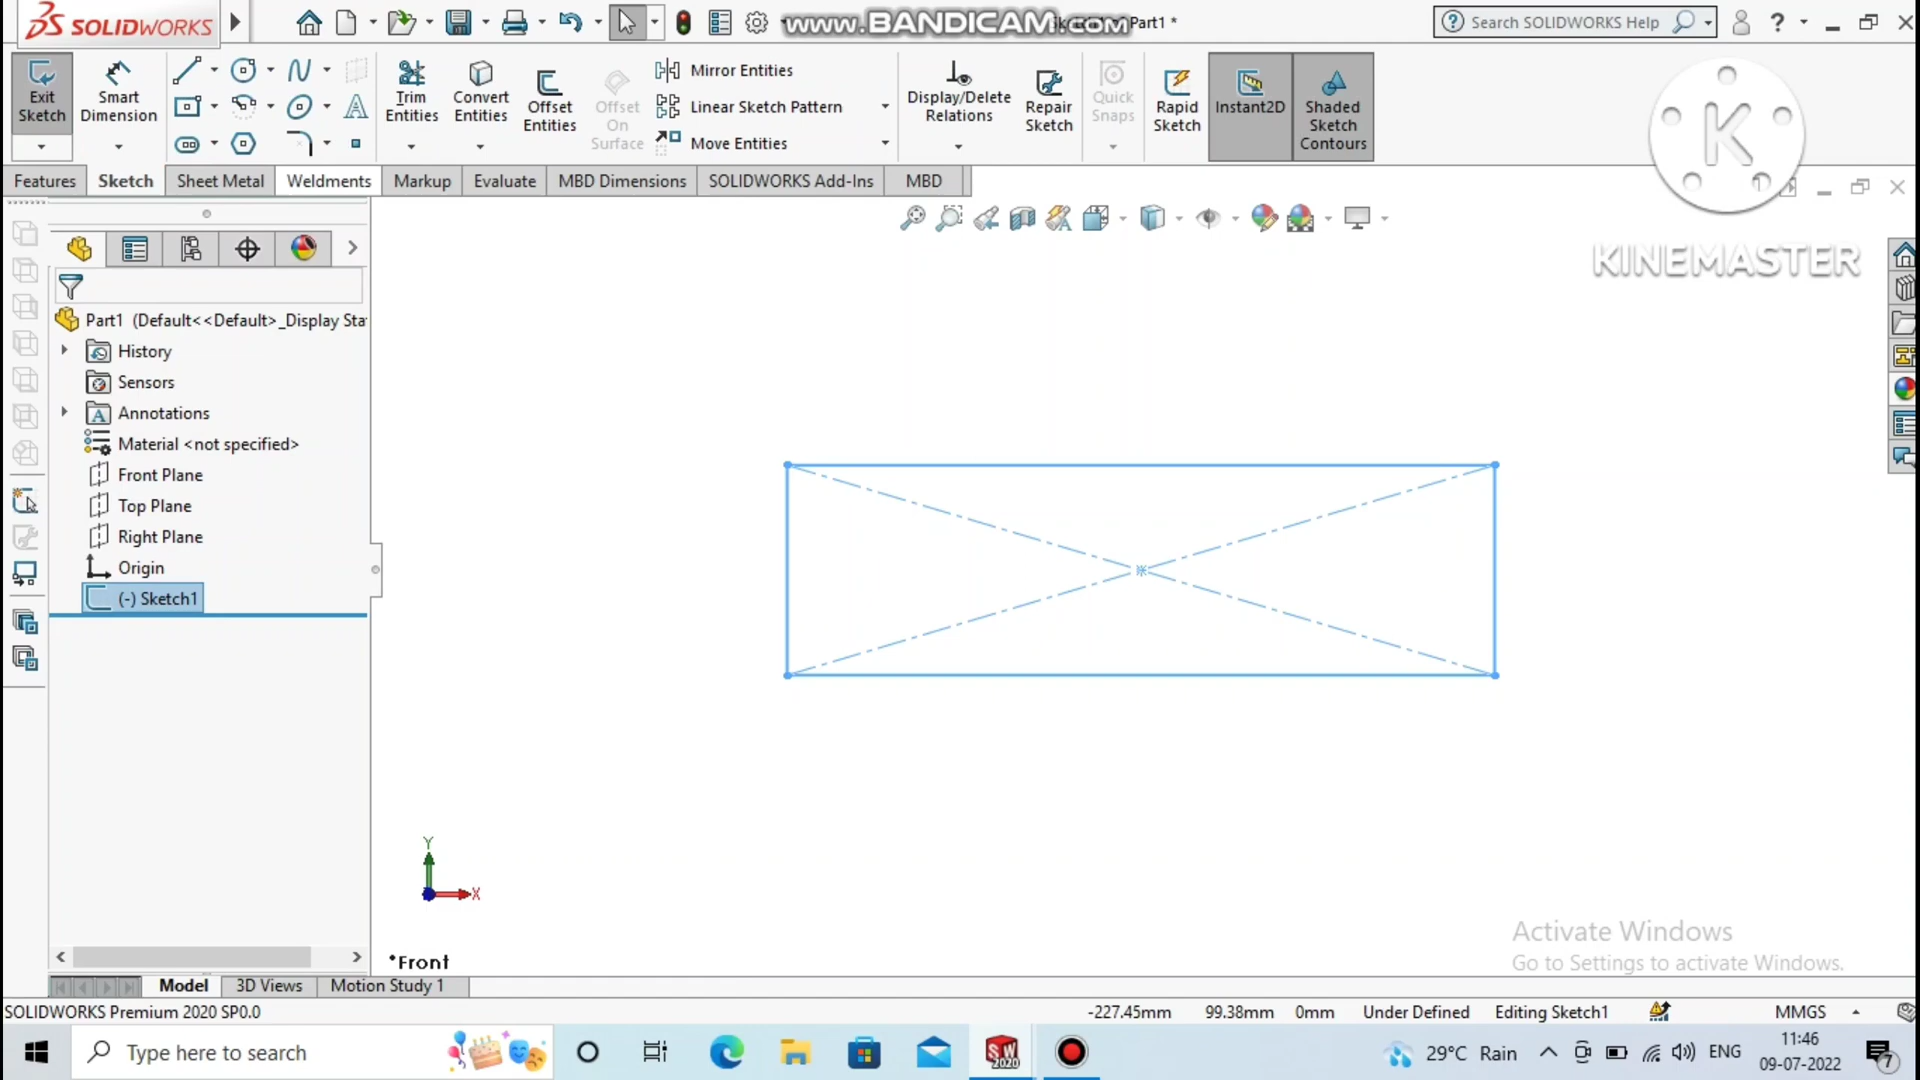 SOLIDWORKS
www.BANDICAM.com
Part1 *
Search SOLIDWORKS Help
?
Exit Sketch
Smart Dimension
Trim Entities
Convert Entities
Offset Entities
Offset On Surface
Mirror Entities
Linear Sketch Pattern
Move Entities
Display/Delete Relations
Repair Sketch
Quick Snaps
Rapid Sketch
Instant2D
Shaded Sketch Contours
K
KINEMASTER
Features
Sketch
Sheet Metal
Weldments
Markup
Evaluate
MBD Dimensions
SOLIDWORKS Add-Ins
MBD
Part1 (Default<<Default>_Display Sta
History
Sensors
Annotations
Material <not specified>
Front Plane
Top Plane
Right Plane
Origin
(-) Sketch1
Y
X
*Front
Activate Windows
Go to Settings to activate Windows.
Model
3D Views
Motion Study 1
SOLIDWORKS Premium 2020 SP0.0
-227.45mm
99.38mm
0mm
Under Defined
Editing Sketch1
MMGS
Type here to search
SW
2020
29°C Rain
ENG
11:46
09-07-2022
7